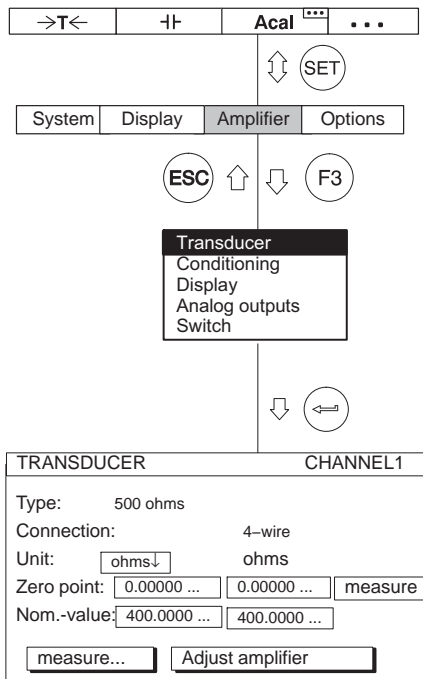 →T← ⊣⊢ Acal ... ...
SET
System Display Amplifier Options
ESC F3
Transducer
Conditioning
Display
Analog outputs
Switch
TRANSDUCER CHANNEL1
Type: 500 ohms
Connection: 4–wire
Unit: ohms↓ ohms
Zero point: 0.00000 ... 0.00000 ... measure
Nom.-value: 400.0000 ... 400.0000 ...
measure... Adjust amplifier